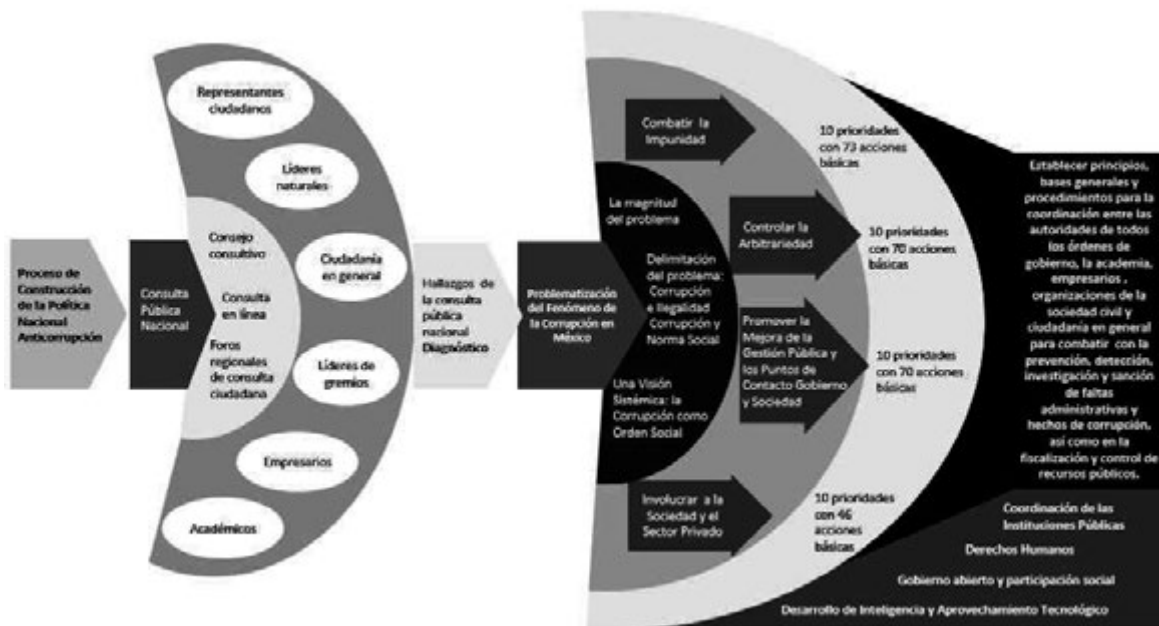 Proceso de
Construcción
de la Política
Nacional
Anticorrupción
Consulta
Pública
Nacional
Consejo
consultivo
Consulta
en línea
Foros
regionales
de consulta
ciudadana
Representantes
ciudadanos
Líderes
naturales
Ciudadanía
en general
Líderes de
gremios
Empresarios
Académicos
Hallazgos de
la consulta
pública
nacional
Diagnóstico
Problematización
del Fenómeno de
la Corrupción en
México
La magnitud
del problema
Delimitación
del problema:
Corrupción
e Ilegalidad
Corrupción y
Norma Social
Una Visión
Sistémica: la
Corrupción como
Orden Social
Combatir la
Impunidad
Controlar la
Arbitrariedad
Promover la
Mejora de la
Gestión Pública y
los Puntos de
Contacto Gobierno
y Sociedad
Involucrar a la
Sociedad y el
Sector Privado
10 prioridades
con 73 acciones
básicas
10 prioridades
con 70 acciones
básicas
10 prioridades
con 70 acciones
básicas
10 prioridades
con 46
acciones
básicas
Establecer principios,
bases generales y
procedimientos para la
coordinación entre las
autoridades de todos
los órdenes de
gobierno, la academia,
empresarios ,
organizaciones de la
sociedad civil y
ciudadanía en general
para combatir con la
prevención, detección,
investigación y sanción
de faltas
administrativas y
hechos de corrupción,
así como en la
fiscalización y control de
recursos públicos.
Coordinación de las
Instituciones Públicas
Derechos Humanos
Gobierno abierto y participación social
Desarrollo de Inteligencia y Aprovechamiento Tecnológico